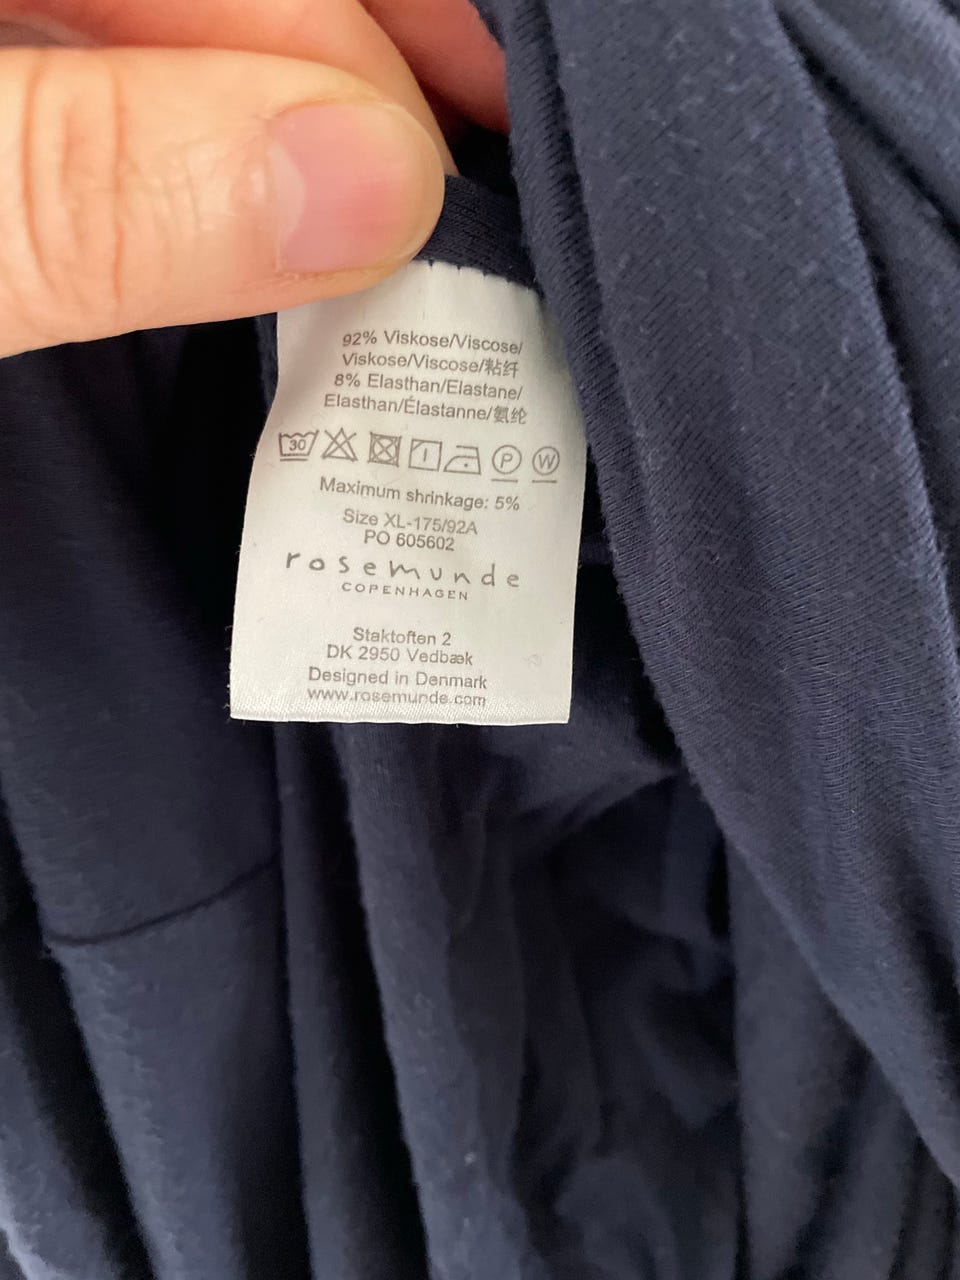 92% Viskose/Viscose/
Viskose/Viscose/粘纤
8% Elasthan/Elastane/
Elasthan/Élastanne/氨纶
30 P W
Maximum shrinkage: 5%
Size XL-175/92A
PO 605602
rosemunde
COPENHAGEN
Staktoften 2
DK 2950 Vedbæk
Designed in Denmark
www.rosemunde.com